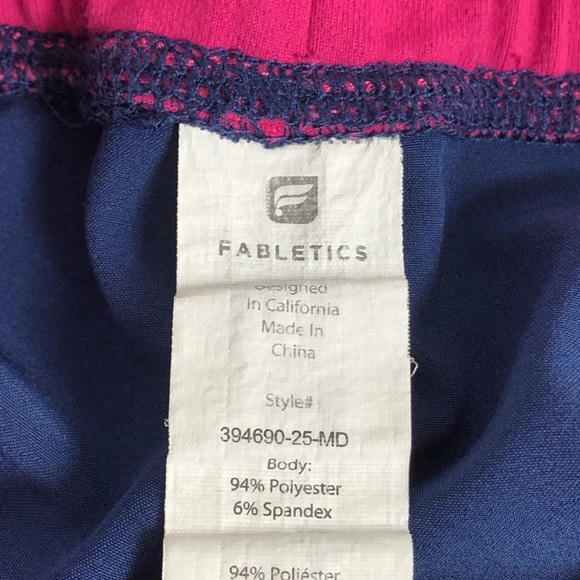 FABLETICS
Designed
In California
Made In
China
Style#
394690-25-MD
Body:
94% Polyester
6% Spandex
94% Poliéster